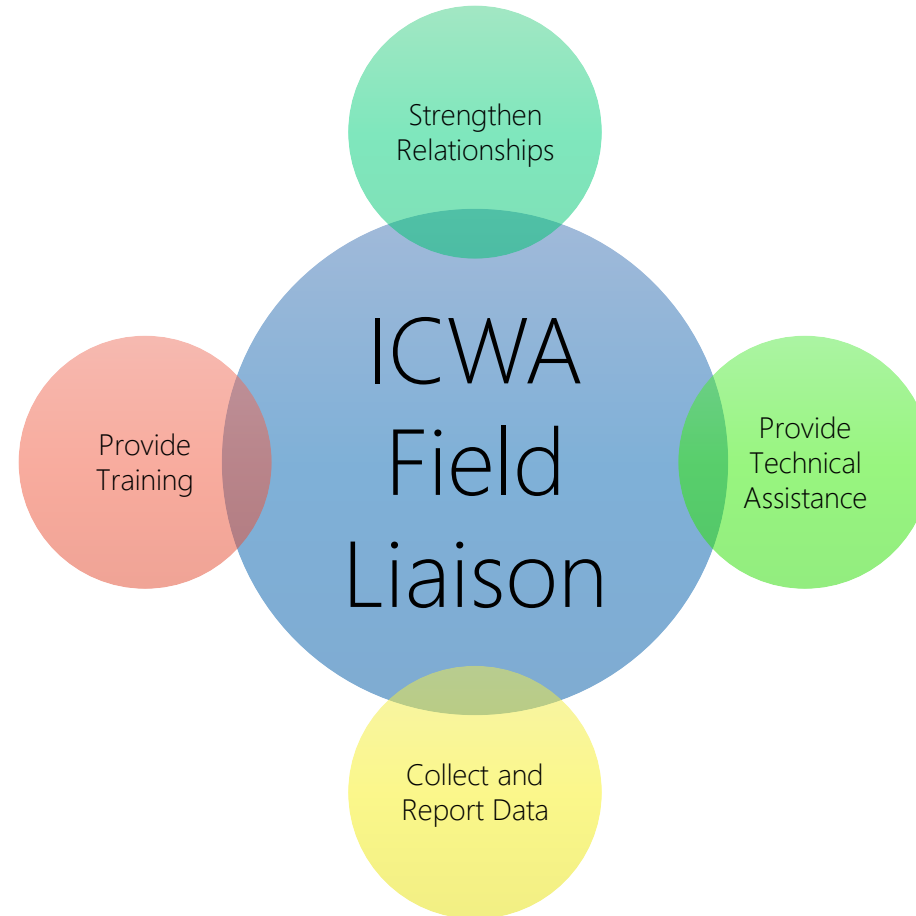 Strengthen
Relationships
ICWA
Field
Liaison
Provide
Training
Provide
Technical
Assistance
Collect and
Report Data